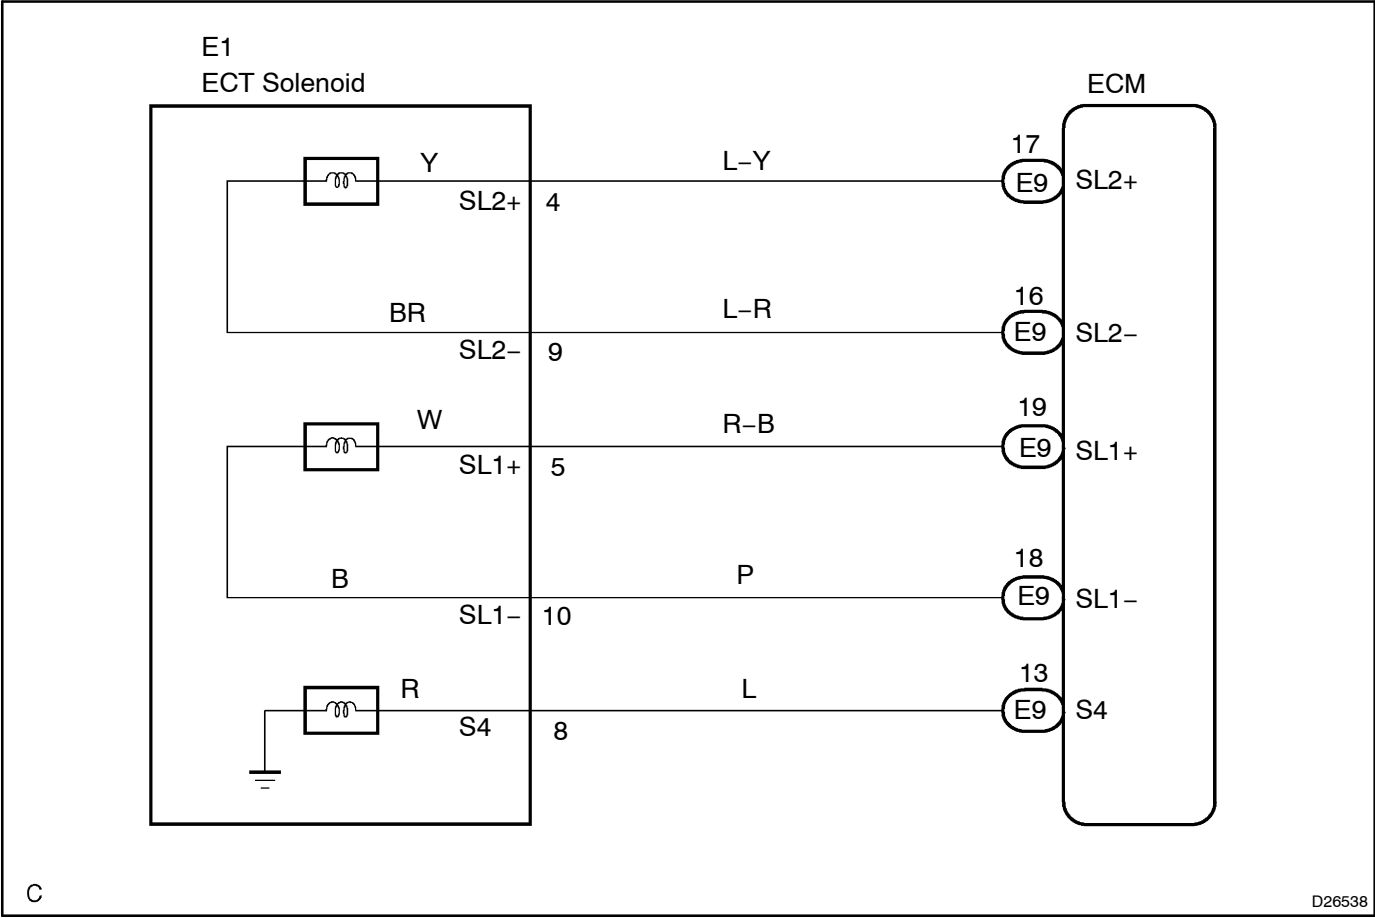 E1
ECT Solenoid
ECM
Y
L−Y
17
E9
SL2+
SL2+
4
BR
L−R
16
E9
SL2−
SL2−
9
W
R−B
19
E9
SL1+
SL1+
5
B
P
18
E9
SL1−
SL1−
10
R
L
13
E9
S4
S4
8
C
D26538